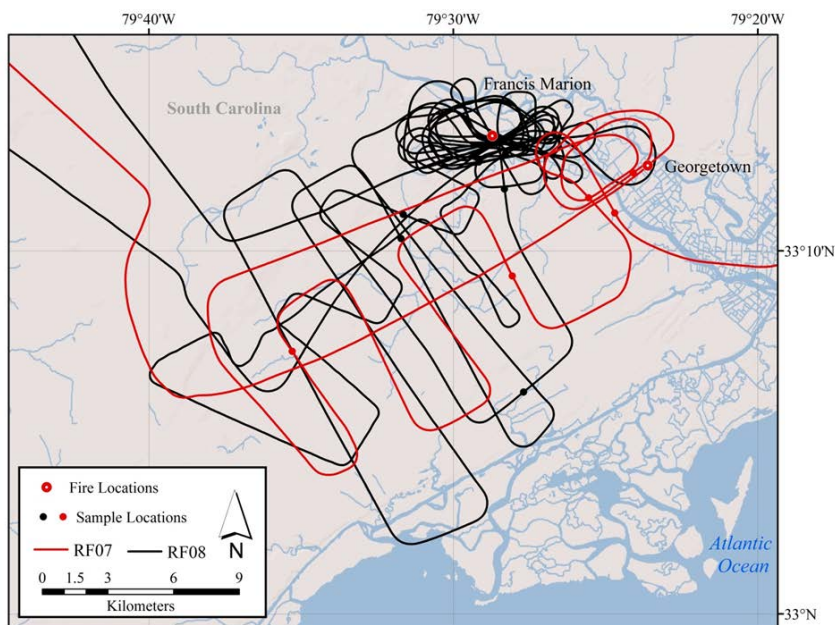 79°40'W
79°30'W
79°20'W
Francis Marion
South Carolina
Georgetown
33°10'N
Fire Locations
Sample Locations
RF07
RF08
N
0 1.5 3 6 9
Kilometers
Atlantic
Ocean
33°N